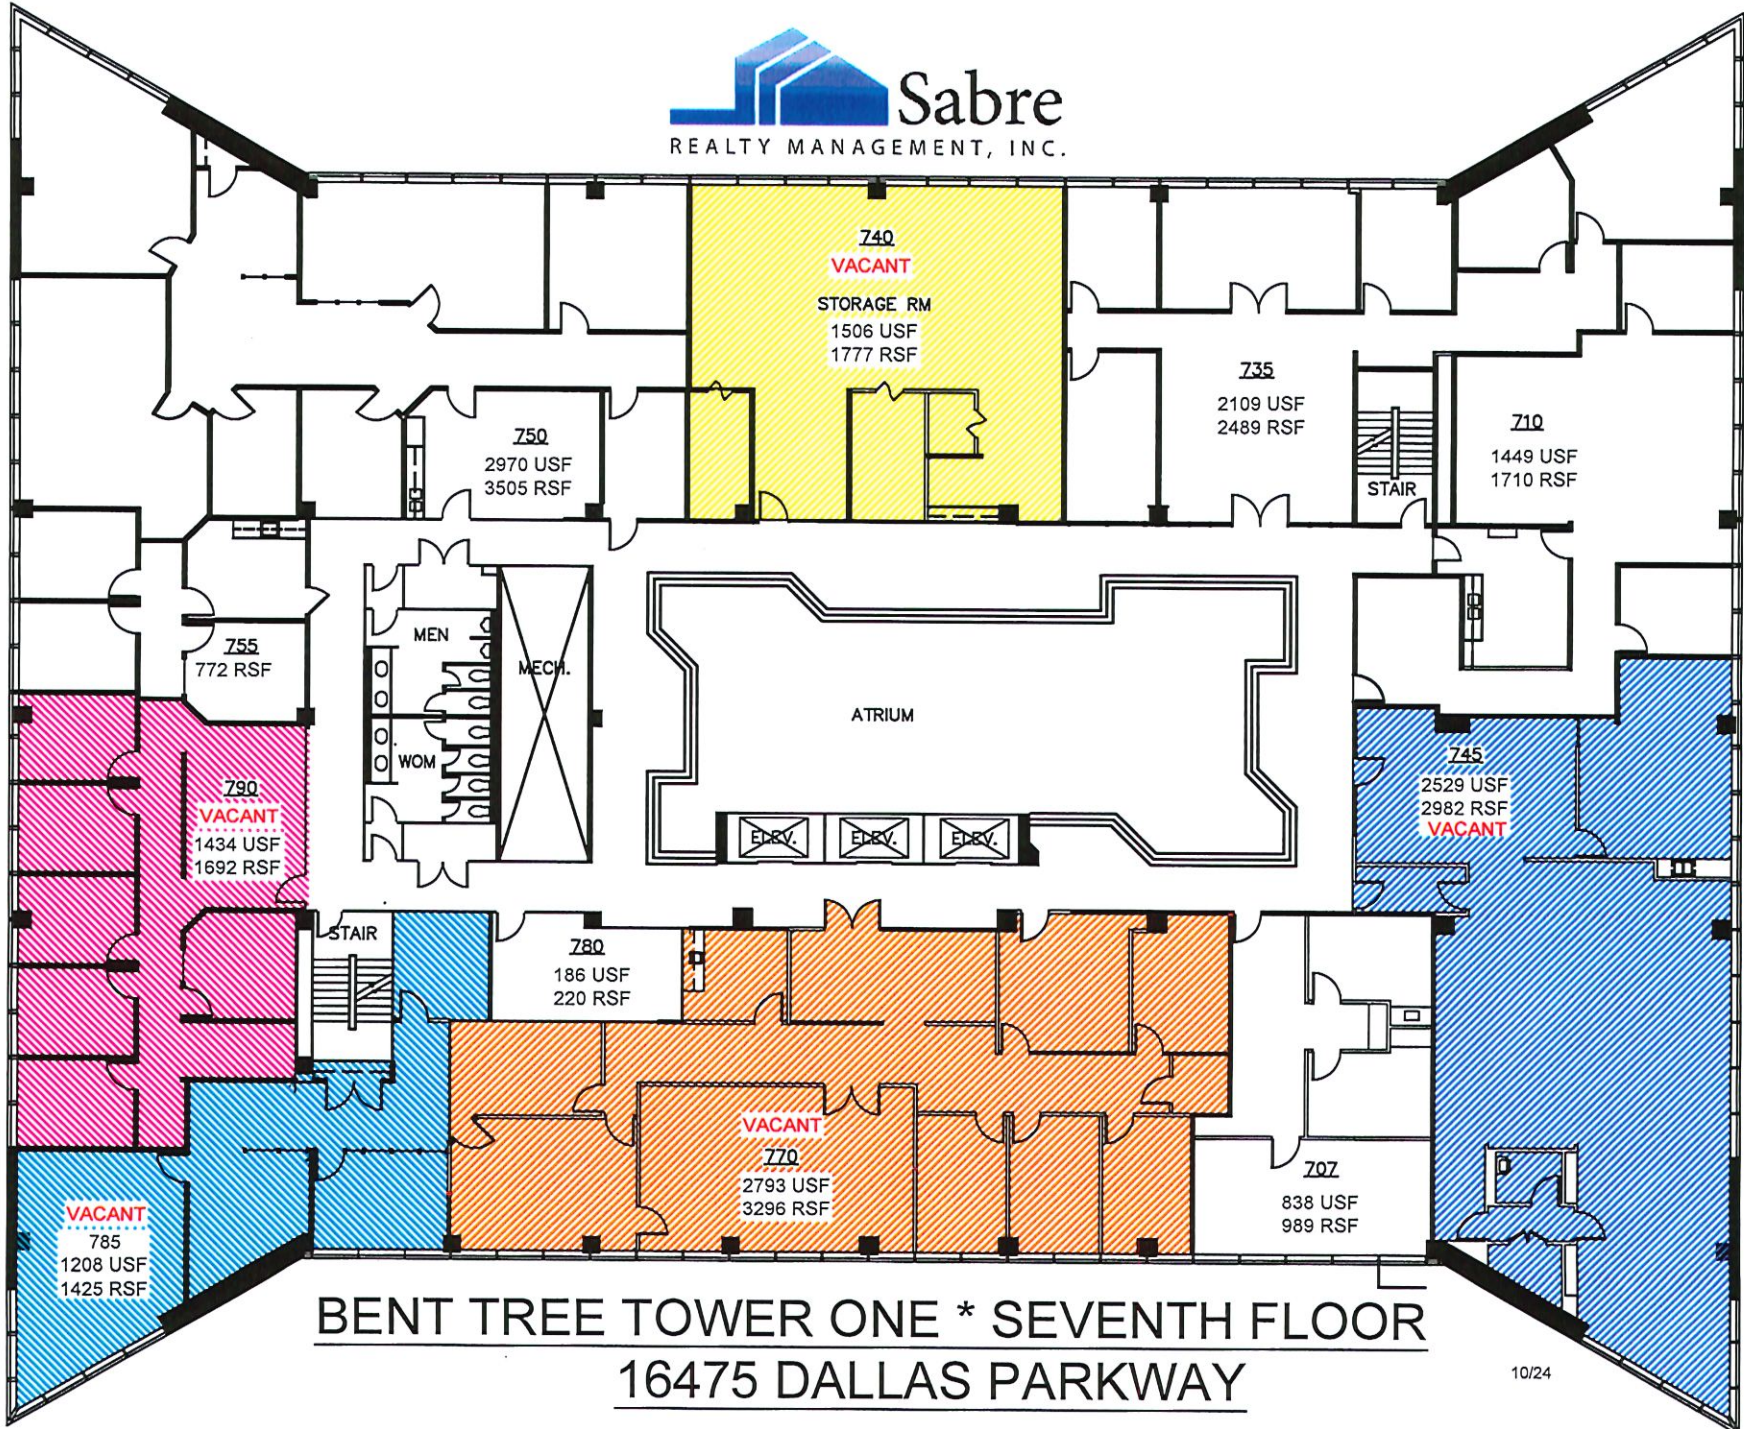 Sabre
REALTY MANAGEMENT, INC.
740
VACANT
STORAGE RM
1506 USF
1777 RSF
735
2109 USF
2489 RSF
STAIR
710
1449 USF
1710 RSF
750
2970 USF
3505 RSF
755
772 RSF
MEN
MECH.
WOM
ATRIUM
ELEV.
ELEV.
ELEV.
745
2529 USF
2982 RSF
VACANT
790
VACANT
1434 USF
1692 RSF
STAIR
780
186 USF
220 RSF
VACANT
770
2793 USF
3296 RSF
707
838 USF
989 RSF
VACANT
785
1208 USF
1425 RSF
BENT TREE TOWER ONE * SEVENTH FLOOR
16475 DALLAS PARKWAY
10/24